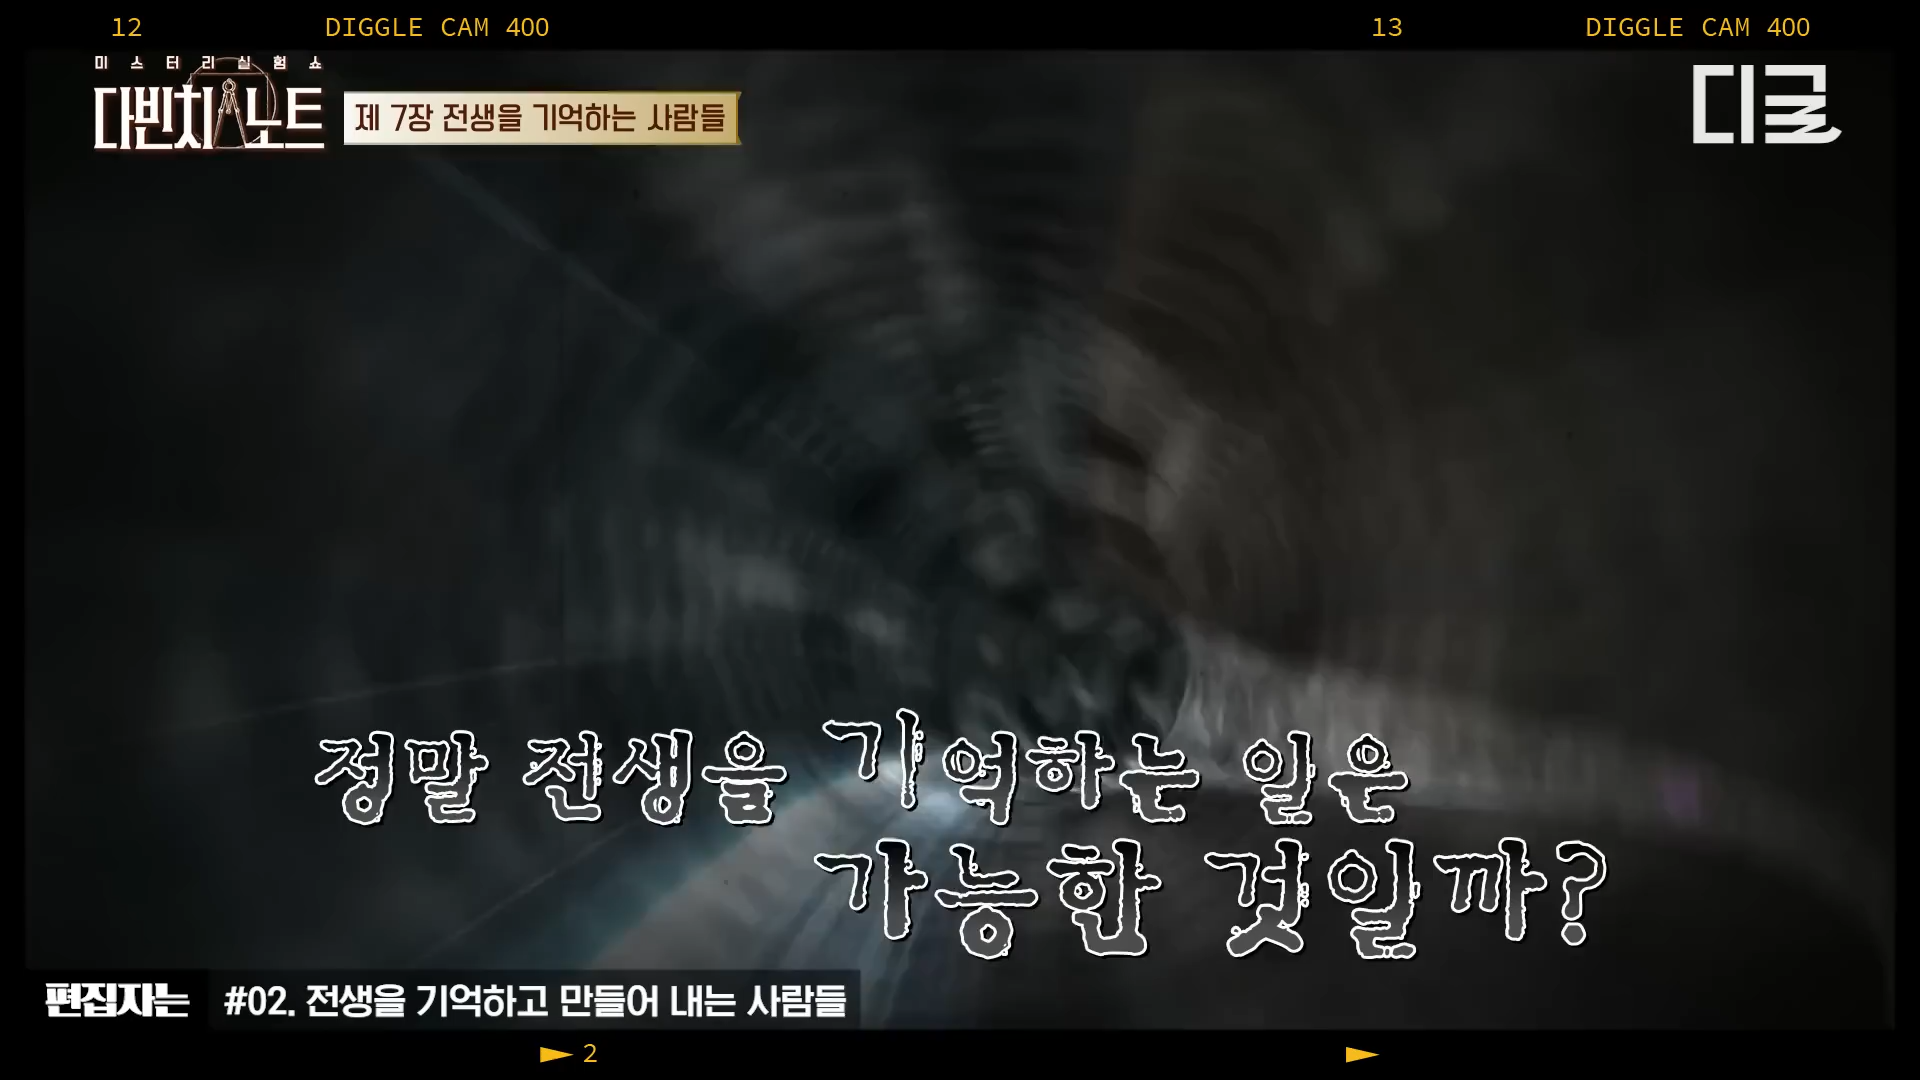 12 DIGGLE CAM 400 13 DIGGLE CAM 400
미스터리 실험쇼
다빈치노트
제 7장 전생을 기억하는 사람들
디글
정말 전생을 기억하는 일은
가능한 것일까?
편집자는 #02. 전생을 기억하고 만들어 내는 사람들
2